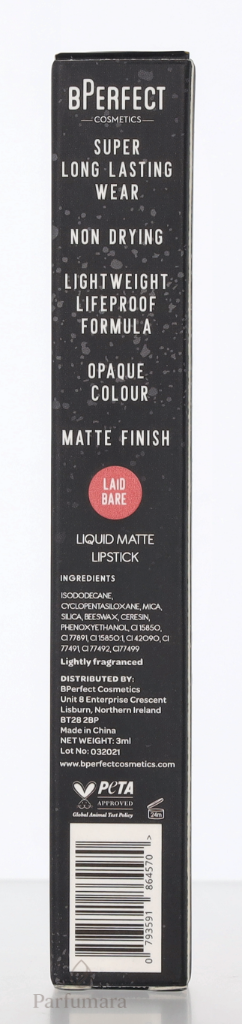 BPERFECT
COSMETICS
SUPER
LONG LASTING
WEAR
NON DRYING
LIGHTWEIGHT
LIFEPROOF
FORMULA
OPAQUE
COLOUR
MATTE FINISH
LAID
BARE
LIQUID MATTE
LIPSTICK
INGREDIENTS
ISODODECANE,
CYCLOPENTASILOXANE, MICA,
SILICA, BEESWAX, CERESIN,
PHENOXYETHANOL, CI 15850,
CI 77891, CI 15850:1, CI 42090, CI
77491, CI 77492, CI77499
Lightly fragranced
DISTRIBUTED BY:
BPerfect Cosmetics
Unit 8 Enterprise Crescent
Lisburn, Northern Ireland
BT28 2BP
Made in China
NET WEIGHT: 3ml
Lot No: 032021
www.bperfectcosmetics.com
PETA
APPROVED
Global Animal Test Policy
24m
0 793591 864570 >
Parfumara